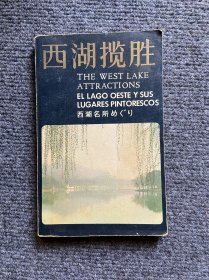 西湖揽胜
THE WEST LAKE
ATTRACTIONS
EL LAGO OESTE Y SUS
LUGARES PINTORESCOS
西湖名所めぐり